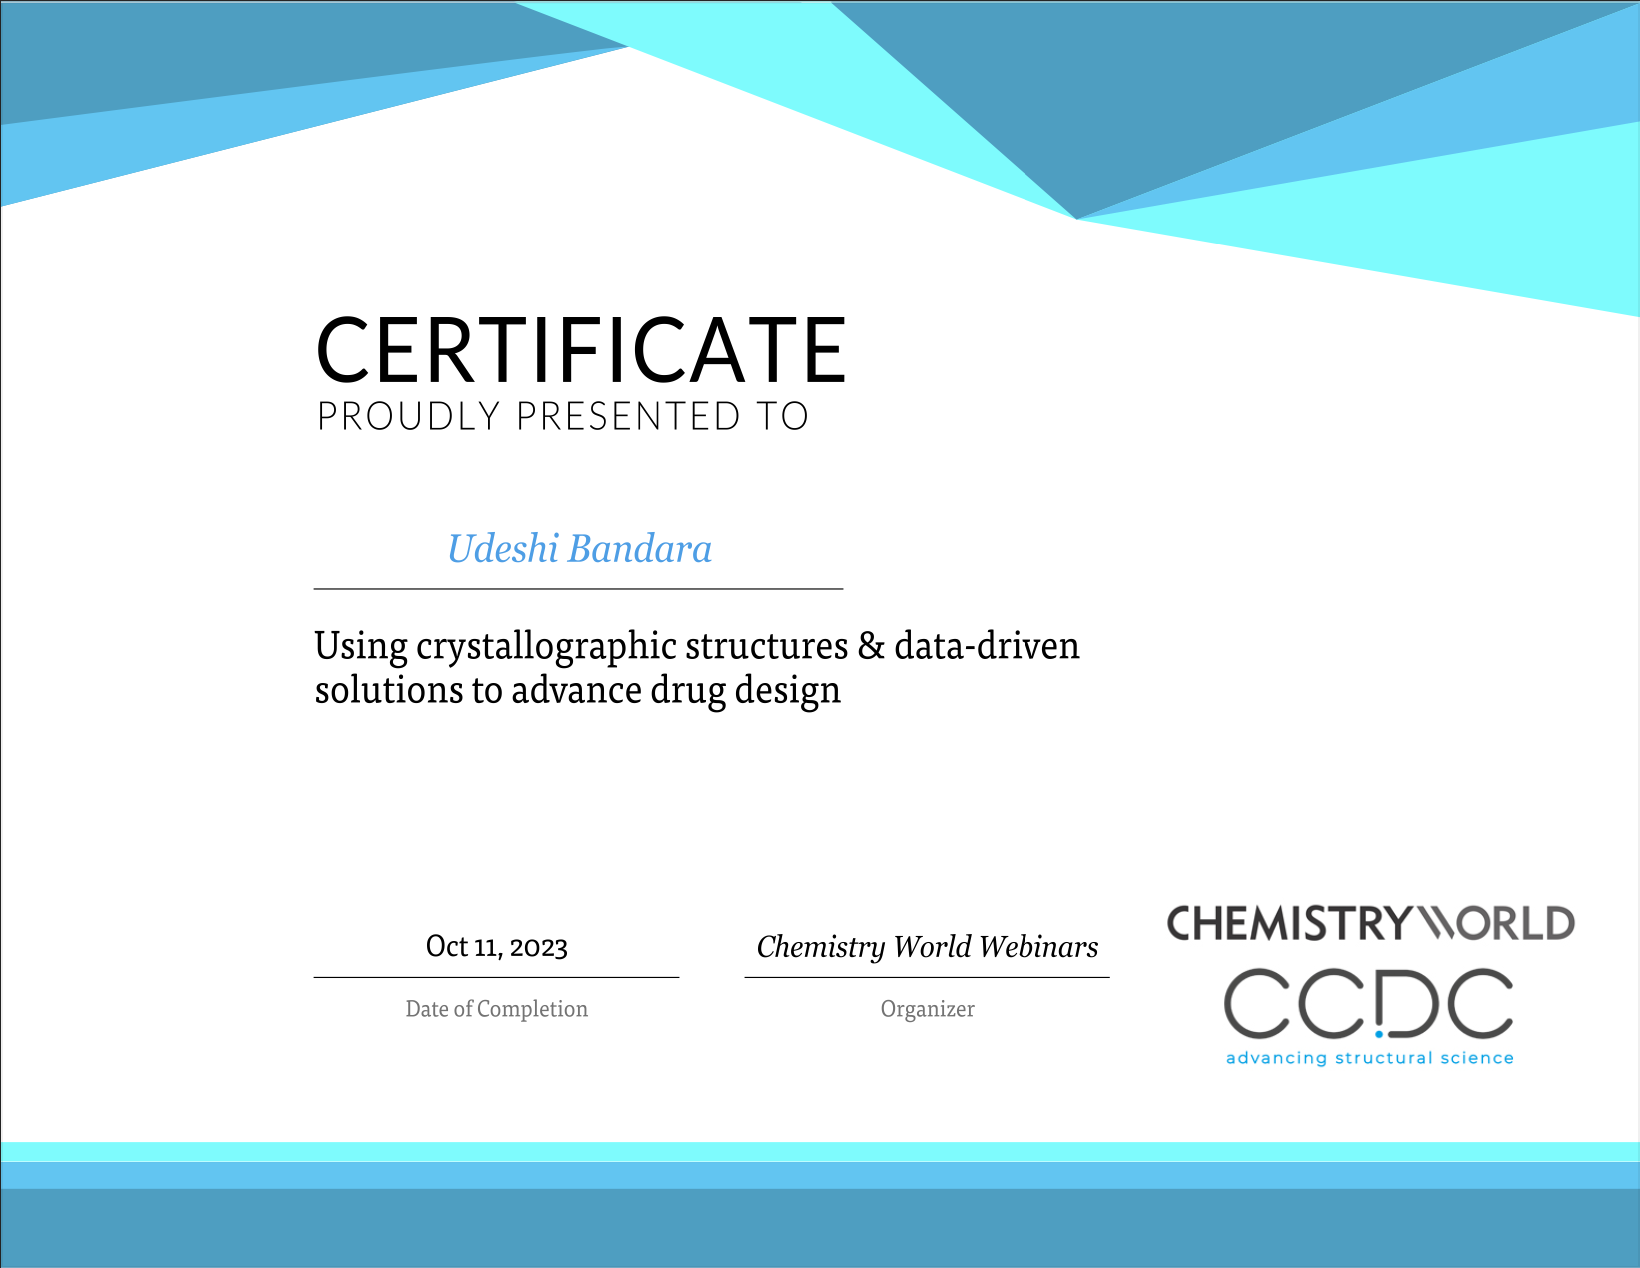 CERTIFICATE
PROUDLY PRESENTED TO
Udeshi Bandara
Using crystallographic structures & data-driven
solutions to advance drug design
Oct 11, 2023
Date of Completion
Chemistry World Webinars
Organizer
CHEMISTRY WORLD
CCDC
advancing structural science